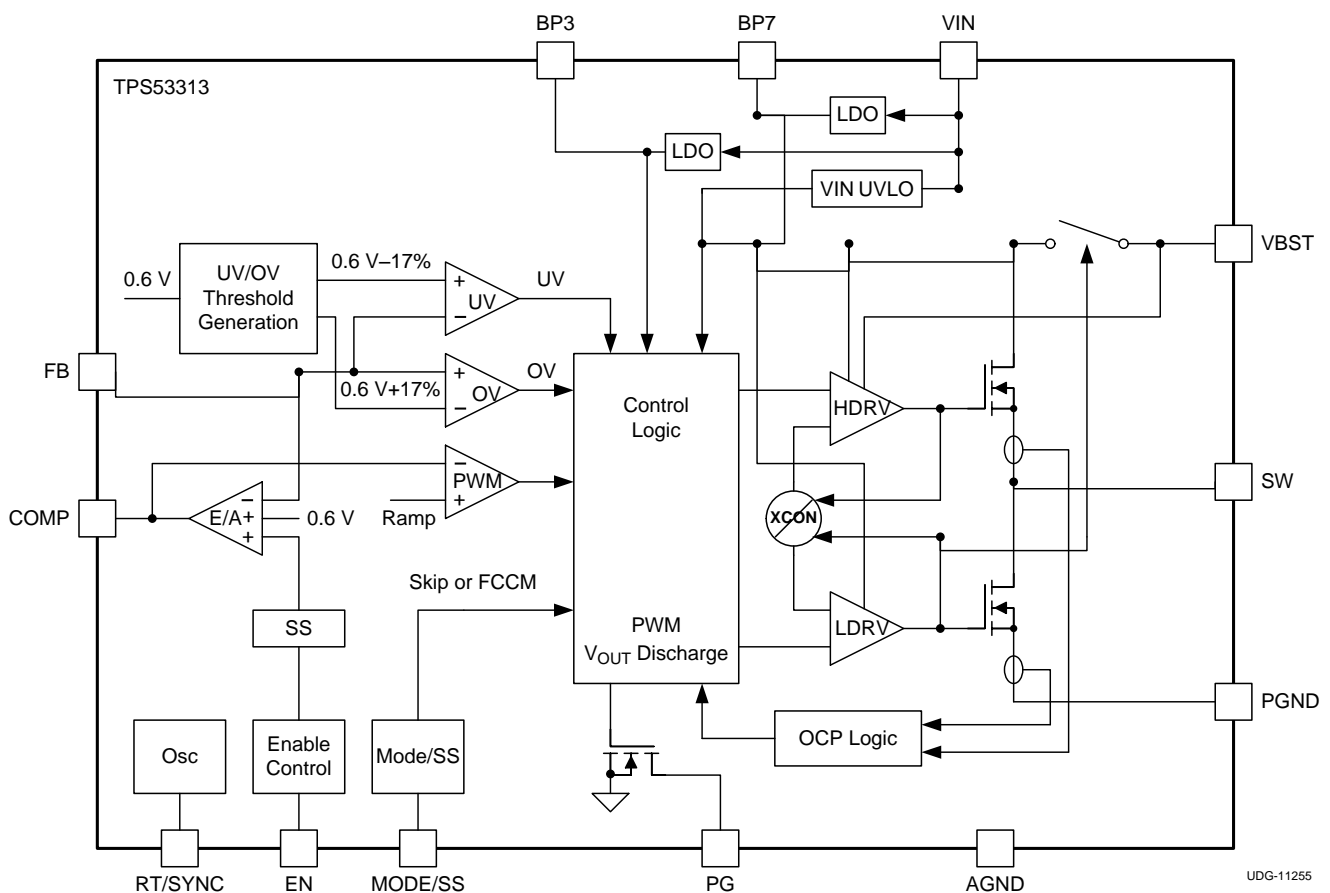 BP3
BP7
VIN
TPS53313
LDO
LDO
VIN UVLO
VBST
UV/OV
Threshold
Generation
0.6 V
0.6 V–17%
+
UV
–
UV
FB
0.6 V+17%
+
OV
–
OV
Control
Logic
HDRV
–
PWM
+
Ramp
COMP
–
E/A+
+
0.6 V
XCON
SW
Skip or FCCM
SS
PWM
VOUT Discharge
LDRV
PGND
OCP Logic
Osc
Enable
Control
Mode/SS
RT/SYNC
EN
MODE/SS
PG
AGND
UDG-11255